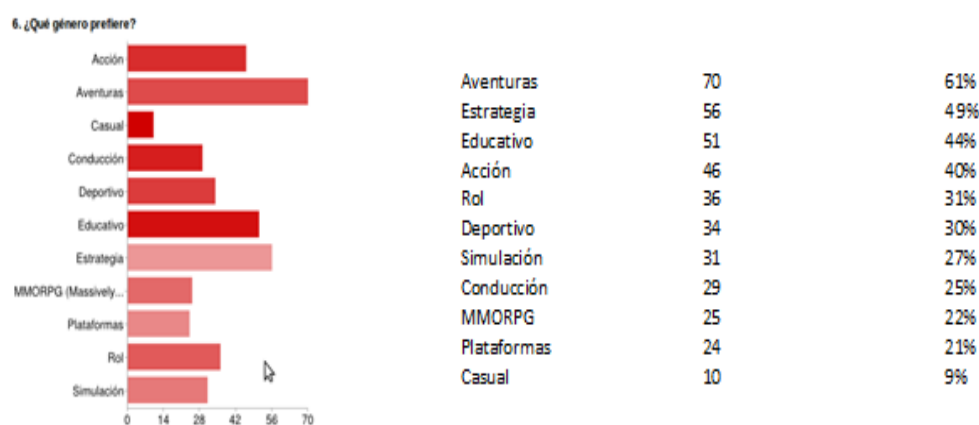 6. ¿Qué género prefiere?
Acción
Aventuras
Casual
Conducción
Deportivo
Educativo
Estrategia
MMORPG (Massively...
Plataformas
Rol
Simulación
0 14 28 42 56 70
Aventuras 70 61%
Estrategia 56 49%
Educativo 51 44%
Acción 46 40%
Rol 36 31%
Deportivo 34 30%
Simulación 31 27%
Conducción 29 25%
MMORPG 25 22%
Plataformas 24 21%
Casual 10 9%